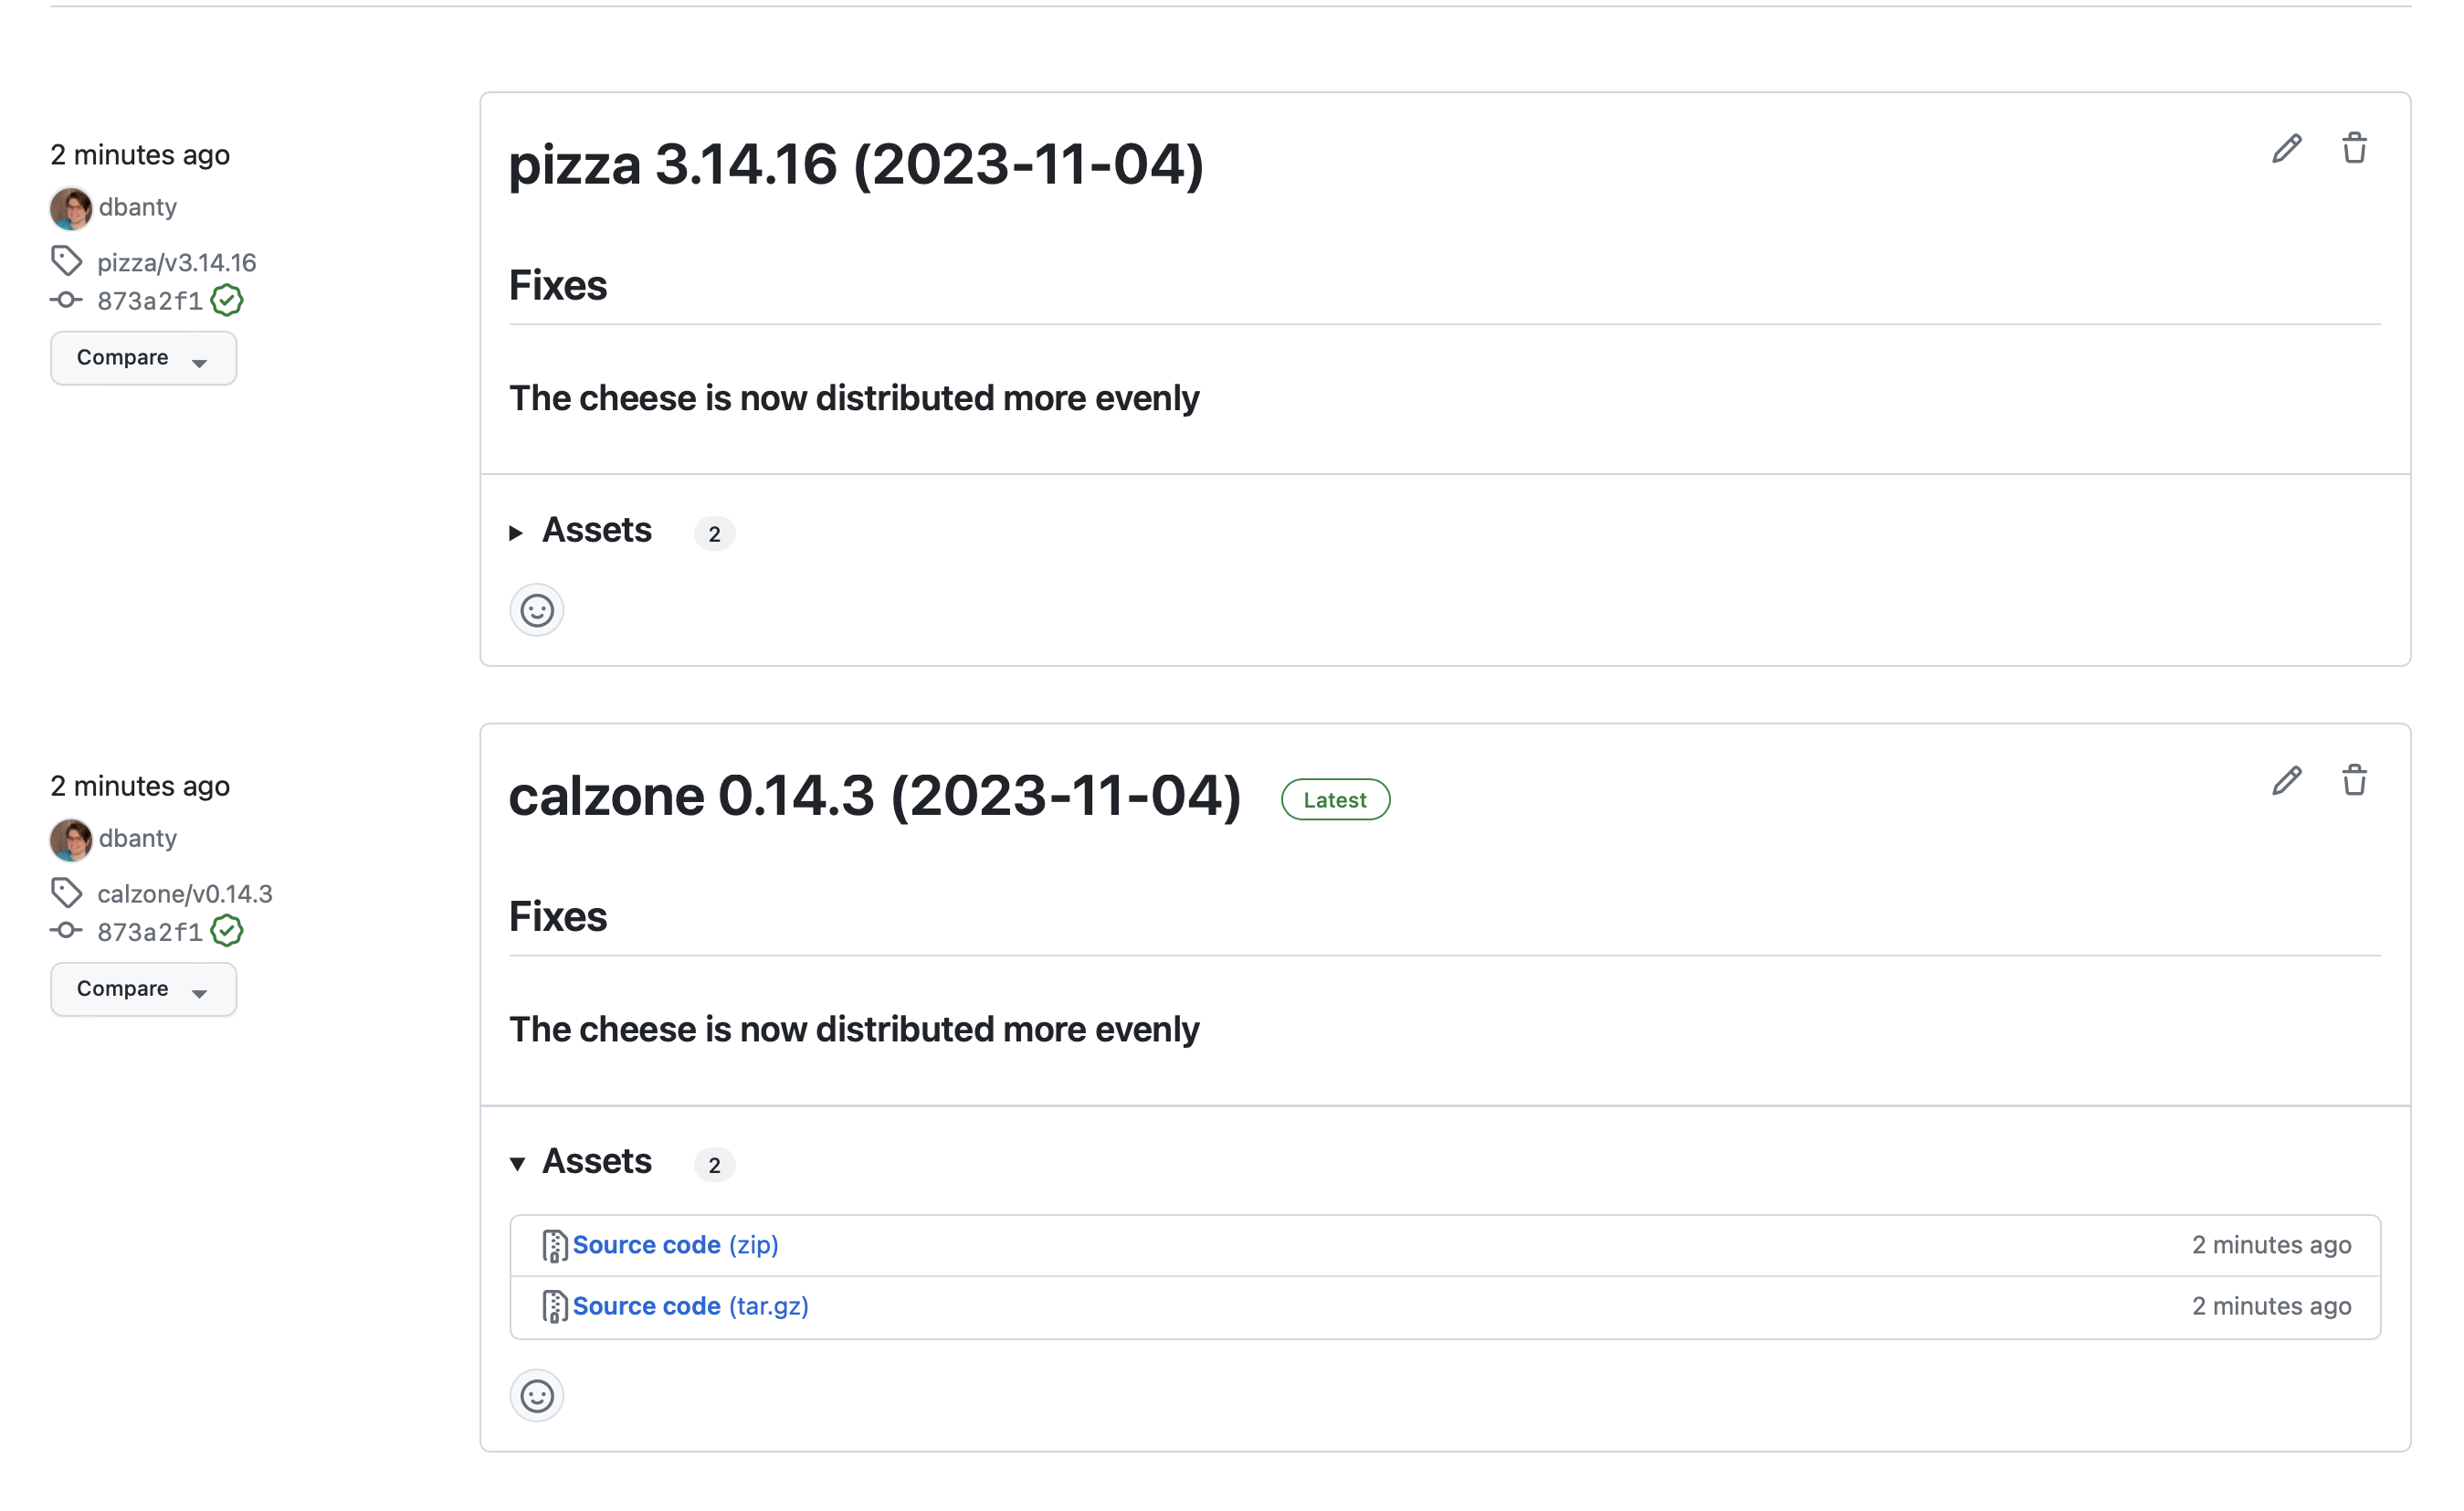 2 minutes ago
dbanty
pizza/v3.14.16
873a2f1
Compare
pizza 3.14.16 (2023-11-04)
Fixes
The cheese is now distributed more evenly
Assets 2
2 minutes ago
dbanty
calzone/v0.14.3
873a2f1
Compare
calzone 0.14.3 (2023-11-04) Latest
Fixes
The cheese is now distributed more evenly
Assets 2
Source code (zip) 2 minutes ago
Source code (tar.gz) 2 minutes ago